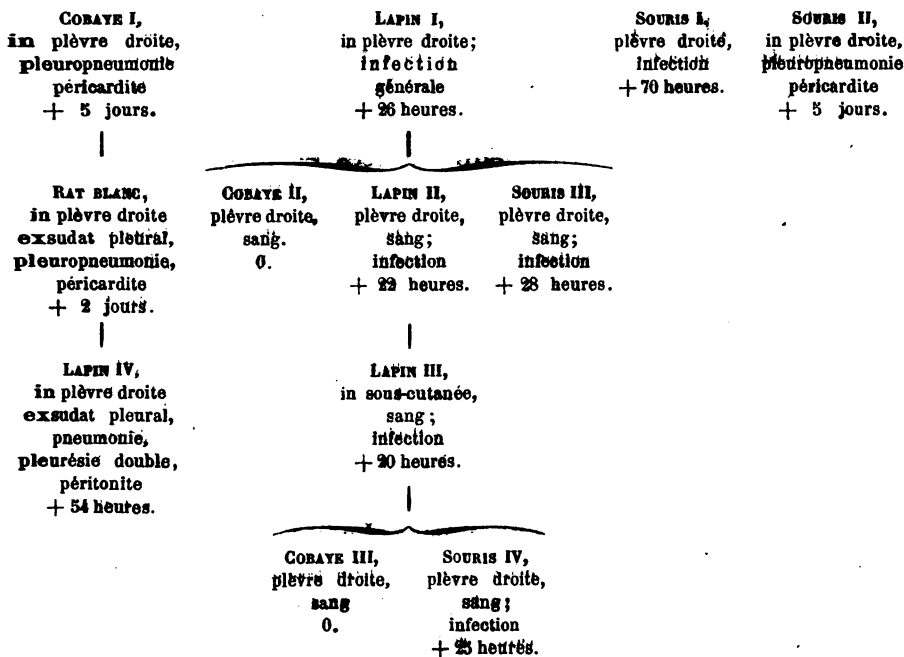 COBAYE I,
in plèvre droite,
pleuropneumonie
péricardite
+ 5 jours.
LAPIN I,
in plèvre droite;
infection
générale
+ 26 heures.
SOURIS I,
plèvre droite,
infection
+ 70 heures.
SOURIS II,
in plèvre droite,
pleuropneumonie
péricardite
+ 5 jours.
RAT BLANC,
in plèvre droite
exsudat pleural,
pleuropneumonie,
péricardite
+ 2 jours.
COBAYE II,
plèvre droite,
sang.
0.
LAPIN II,
plèvre droite,
sang;
infection
+ 22 heures.
SOURIS III,
plèvre droite,
sang;
infection
+ 28 heures.
LAPIN IV,
in plèvre droite
exsudat pleural,
pneumonie,
pleurésie double,
péritonite
+ 54 heures.
LAPIN III,
in sous-cutanée,
sang;
infection
+ 20 heures.
COBAYE III,
plèvre droite,
sang
0.
SOURIS IV,
plèvre droite,
sang;
infection
+ 25 heures.